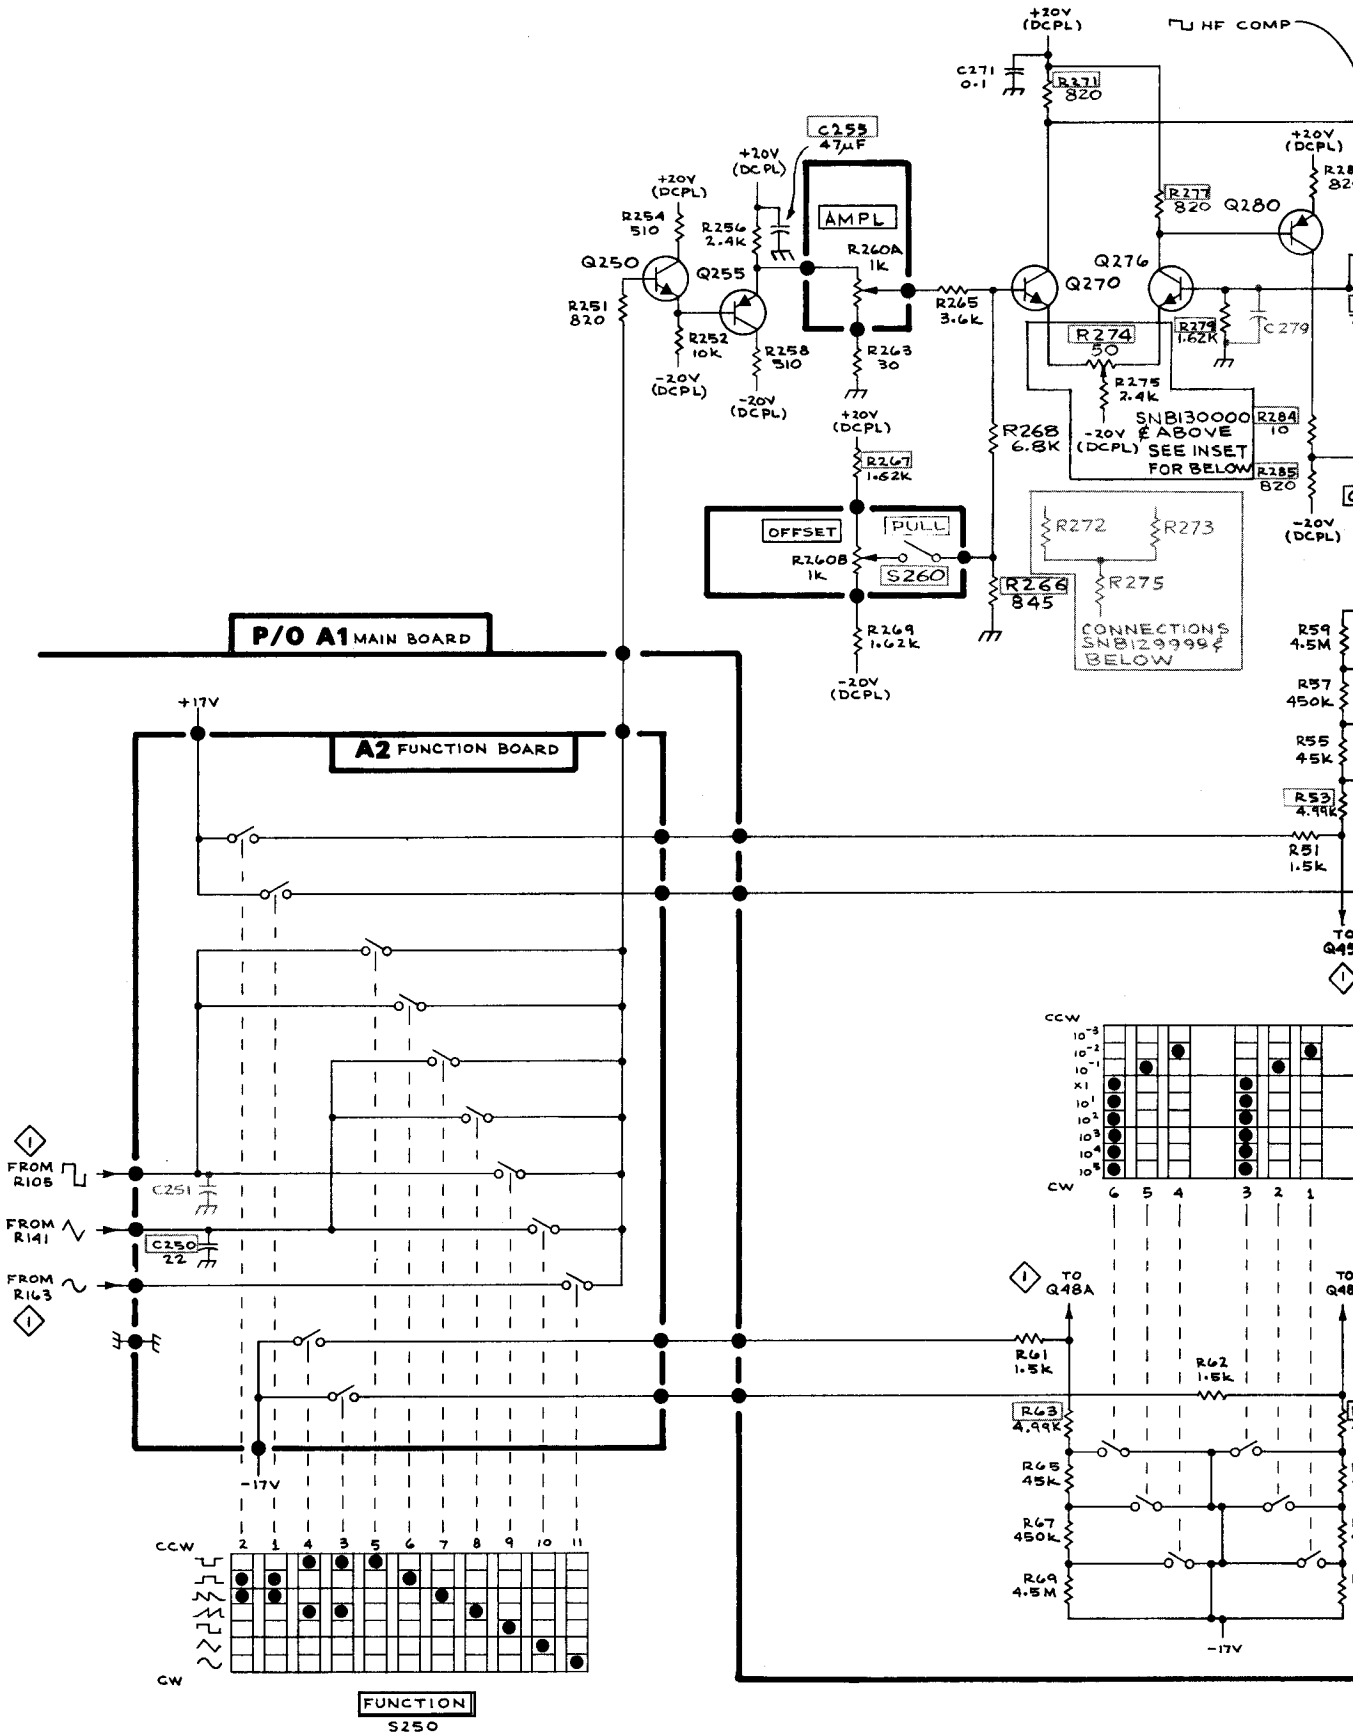 +20V
(DCPL)
HF COMP
C271
0.1
R271
820
C255
47µF
+20V
(DCPL)
+20V
(DCPL)
+20V
(DCPL)
AMPL
R277
820
Q280
R254
510
R256
2.4K
R260A
1K
Q250
Q255
Q276
Q270
R251
820
R265
3.6K
R279
1.62K
C279
R252
10K
R258
510
R263
30
R274
50
R275
2.4K
-20V
(DCPL)
-20V
(DCPL)
+20V
(DCPL)
SNB130000
& ABOVE
SEE INSET
FOR BELOW
-20V
(DCPL)
R284
10
R268
6.8K
R267
1.62K
R285
820
-20V
(DCPL)
OFFSET
PULL
R260B
1K
S260
R272
R273
R275
R266
845
CONNECTIONS
SNB129999 &
BELOW
R269
1.62K
-20V
(DCPL)
P/O A1 MAIN BOARD
R59
4.5M
R57
450K
R55
45K
R53
4.99K
R51
1.5K
+17V
A2 FUNCTION BOARD
TO
1
CCW
10-3
10-2
10-1
X1
10¹
10²
10³
10⁴
10⁵
CW
6 5 4 3 2 1
1
FROM
R105
C251
FROM
R141
C250
22
FROM
R163
1
1
TO
Q48A
TO
R61
1.5K
R62
1.5K
R63
4.99K
R65
45K
R67
450K
R69
4.5M
-17V
-17V
CCW
2 1 4 3 5 6 7 8 9 10 11
CW
FUNCTION
S250